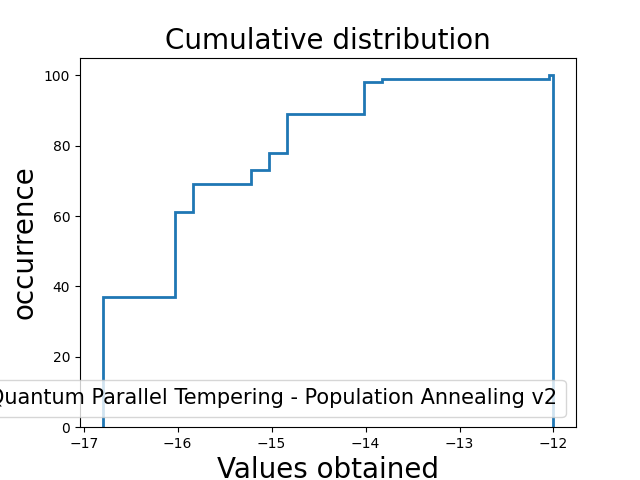 Cumulative distribution
occurrence
100
80
60
40
20
0
Quantum Parallel Tempering - Population Annealing v2
−17 −16 −15 −14 −13 −12
Values obtained